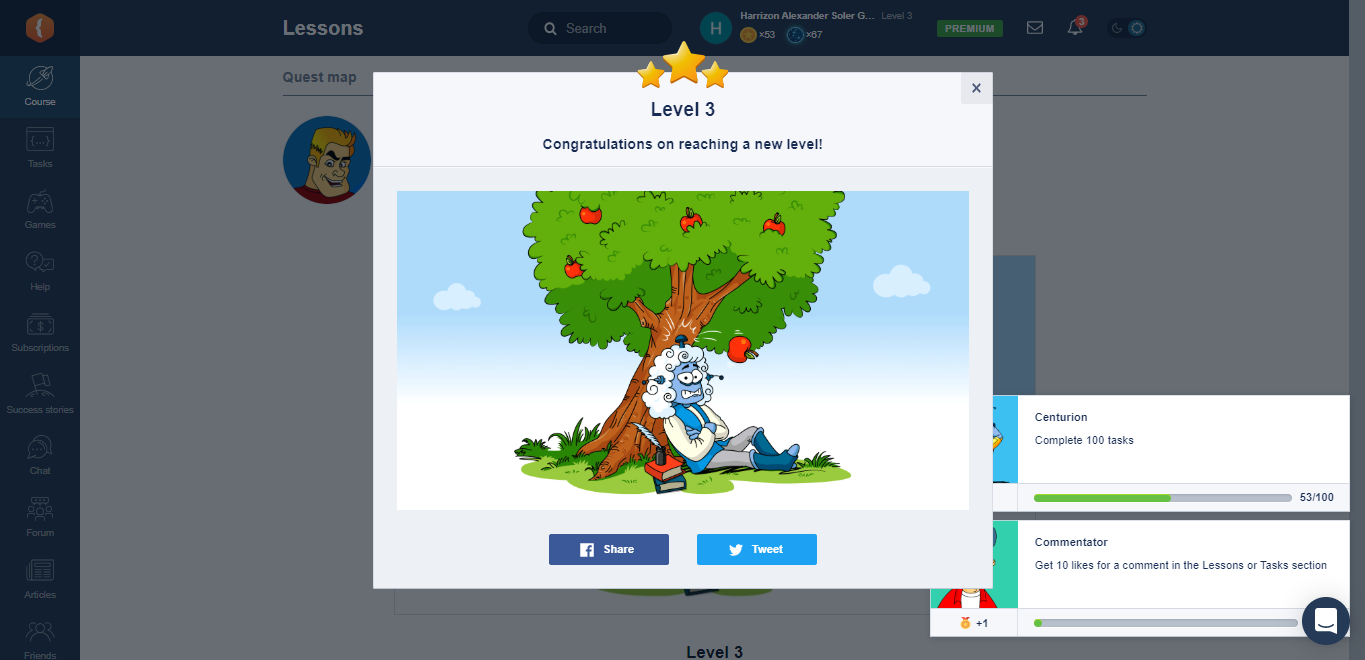 Lessons
Search
H
Harrizon Alexander Soler G...
Level 3
×53
×67
PREMIUM
3
Course
Tasks
Games
Help
Subscriptions
Success stories
Chat
Forum
Articles
Friends
Quest map
Level 3
Congratulations on reaching a new level!
Share
Tweet
Centurion
Complete 100 tasks
53/100
Commentator
Get 10 likes for a comment in the Lessons or Tasks section
+1
Level 3